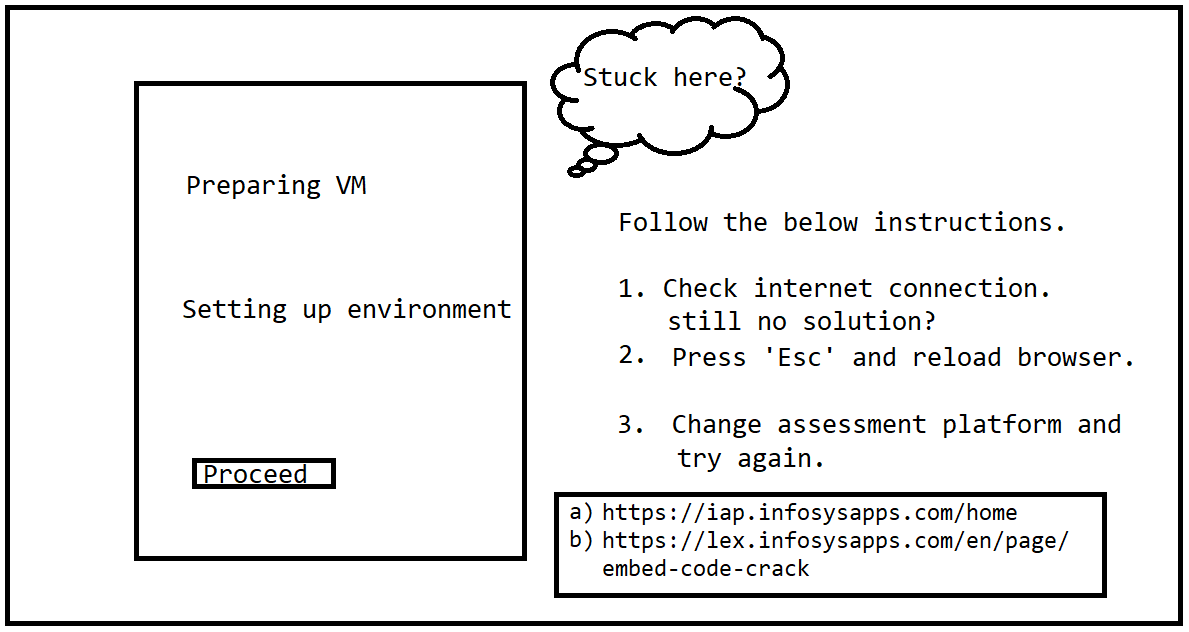 Stuck here?
Preparing VM
Setting up environment
Proceed
Follow the below instructions.
1. Check internet connection.
still no solution?
2. Press 'Esc' and reload browser.
3. Change assessment platform and
try again.
a) https://iap.infosysapps.com/home
b) https://lex.infosysapps.com/en/page/
embed-code-crack